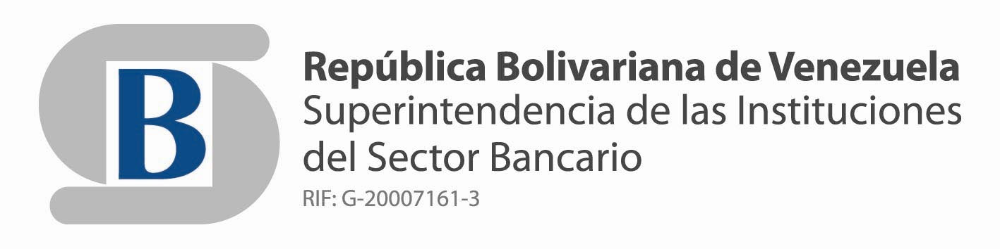 B
República Bolivariana de Venezuela
Superintendencia de las Instituciones
del Sector Bancario
RIF: G-20007161-3